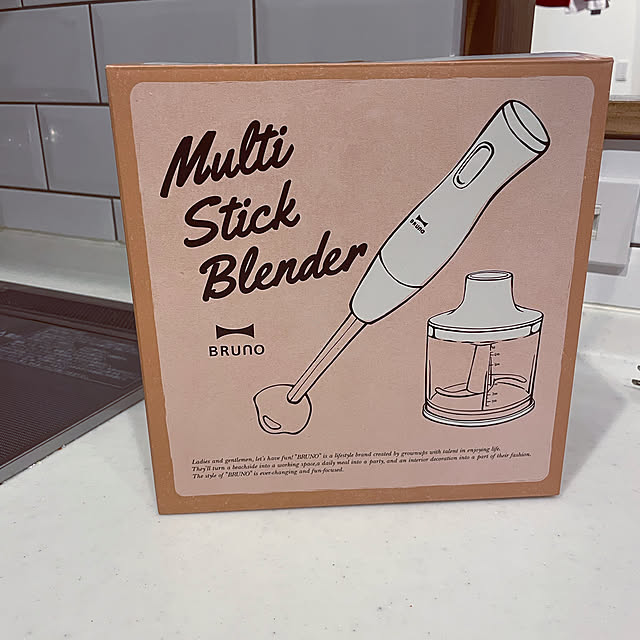 Multi
Stick
Blender
BRUNO
BRUNO
Ladies and gentlemen, let's have fun! "BRUNO" is a lifestyle brand created by grownups with talent in enjoying life.
They'll turn a beachside into a working space,a daily meal into a party, and an interior decoration into a part of their fashion.
The style of "BRUNO" is ever-changing and fun-focused.